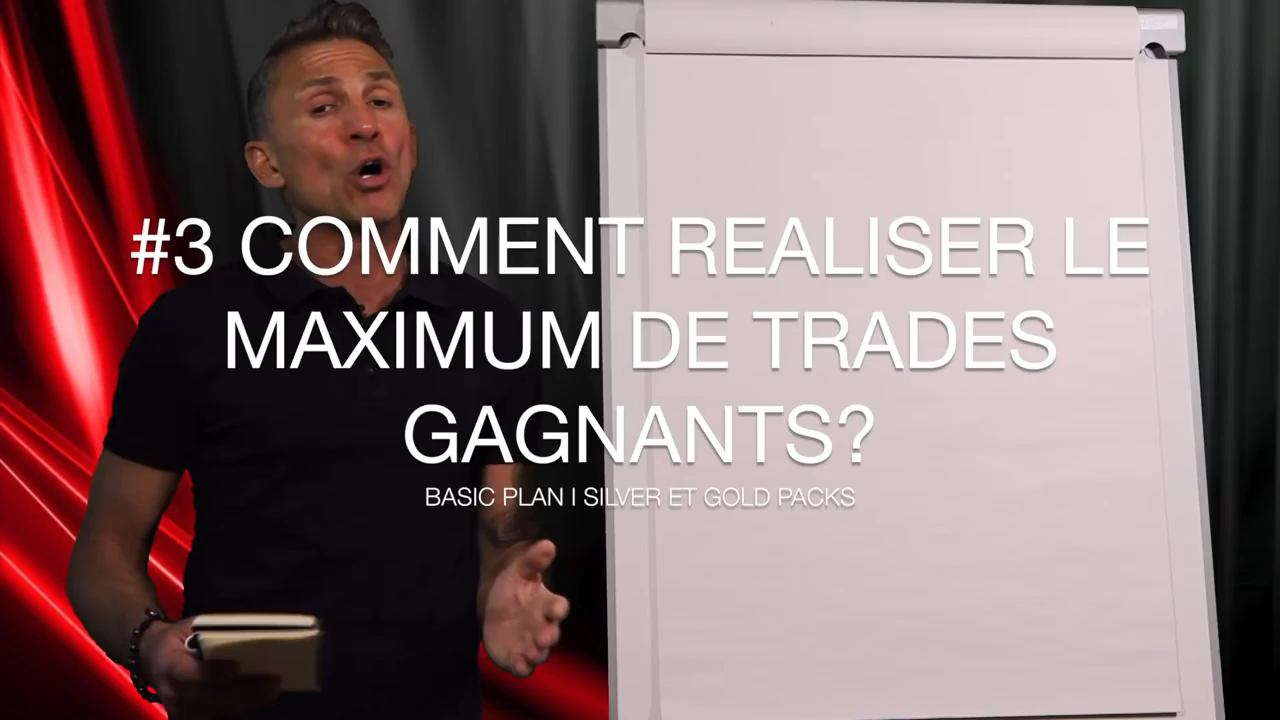 #3 COMMENT REALISER LE
MAXIMUM DE TRADES
GAGNANTS?
BASIC PLAN I SILVER ET GOLD PACKS